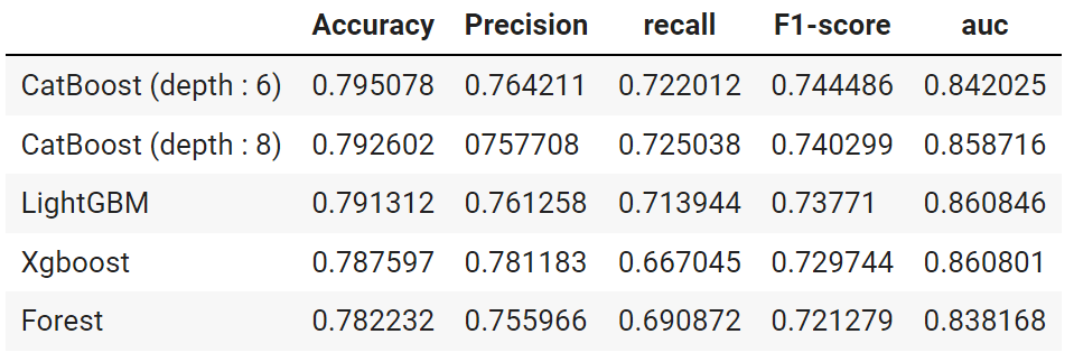 Accuracy Precision recall F1-score auc
CatBoost (depth : 6) 0.795078 0.764211 0.722012 0.744486 0.842025
CatBoost (depth : 8) 0.792602 0757708 0.725038 0.740299 0.858716
LightGBM 0.791312 0.761258 0.713944 0.73771 0.860846
Xgboost 0.787597 0.781183 0.667045 0.729744 0.860801
Forest 0.782232 0.755966 0.690872 0.721279 0.838168